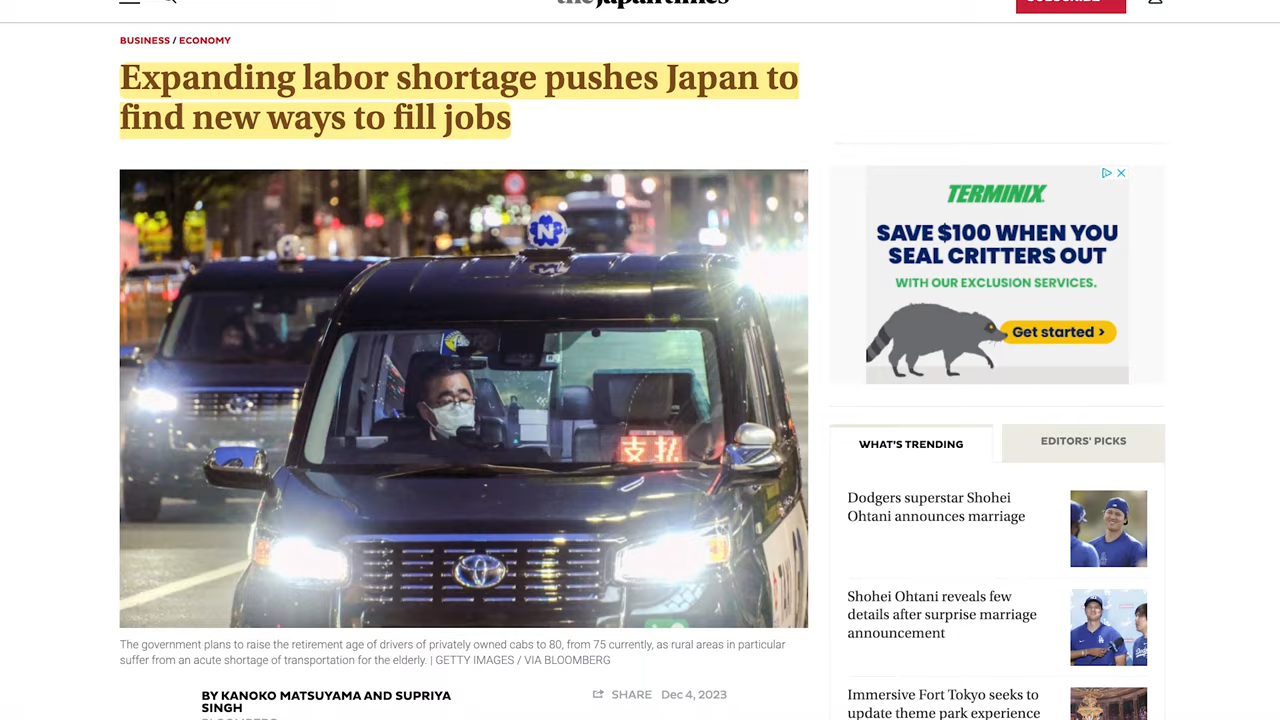 the japan times
SUBSCRIBE
BUSINESS / ECONOMY
Expanding labor shortage pushes Japan to
find new ways to fill jobs
N
支払
The government plans to raise the retirement age of drivers of privately owned cabs to 80, from 75 currently, as rural areas in particular
suffer from an acute shortage of transportation for the elderly. | GETTY IMAGES / VIA BLOOMBERG
BY KANOKO MATSUYAMA AND SUPRIYA
SINGH
BLOOMBERG
SHARE Dec 4, 2023
TERMINIX
SAVE $100 WHEN YOU
SEAL CRITTERS OUT
WITH OUR EXCLUSION SERVICES.
Get started >
WHAT'S TRENDING
EDITORS' PICKS
Dodgers superstar Shohei
Ohtani announces marriage
Shohei Ohtani reveals few
details after surprise marriage
announcement
Immersive Fort Tokyo seeks to
update theme park experience